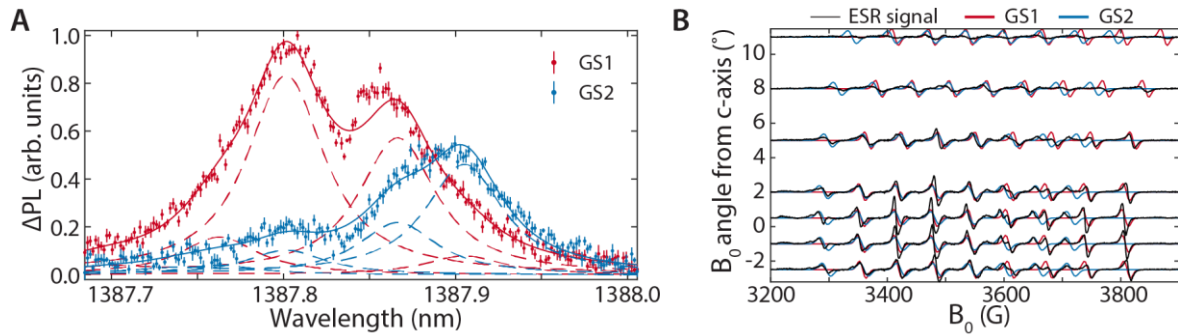 A
ΔPL (arb. units)
1.0
0.8
0.6
0.4
0.2
0.0
GS1
GS2
1387.7
1387.8
1387.9
1388.0
Wavelength (nm)
B
ESR signal
GS1
GS2
B₀ angle from c-axis (°)
10
8
6
4
2
0
-2
3200
3400
3600
3800
B₀ (G)